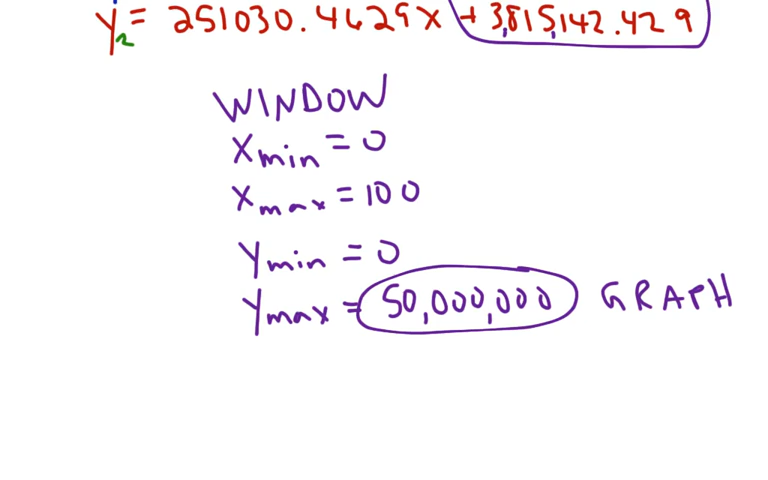 y₂ = 251030.4629x + 3,815,142.429
WINDOW
Xmin = 0
Xmax = 100
Ymin = 0
Ymax = 50,000,000 GRAPH